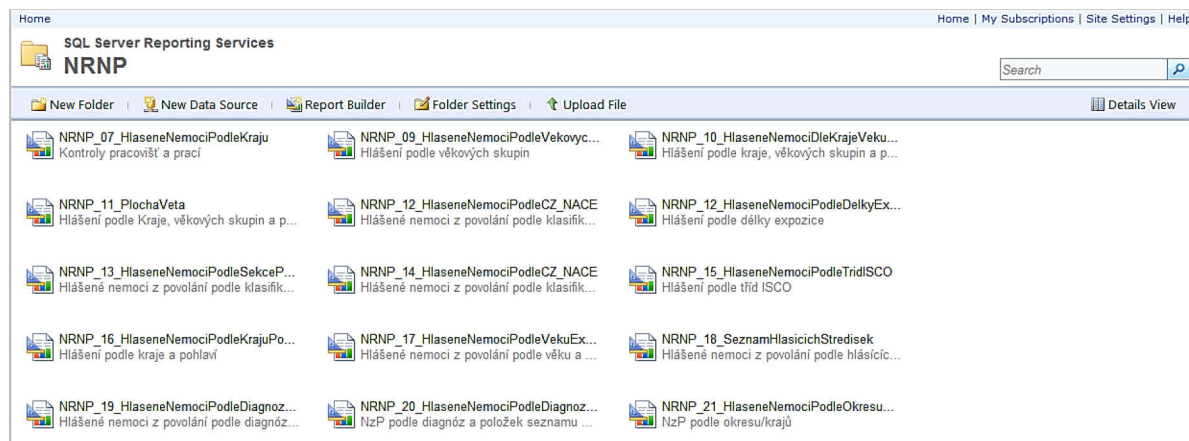 Home
Home | My Subscriptions | Site Settings | Help
SQL Server Reporting Services
NRNP
Search
New Folder | New Data Source | Report Builder | Folder Settings | Upload File
Details View
NRNP_07_HlaseneNemociPodleKraju
Kontroly pracovišť a prací
NRNP_09_HlaseneNemociPodleVekovyc...
Hlášení podle věkových skupin
NRNP_10_HlaseneNemociDleKrajeVeku...
Hlášení podle kraje, věkových skupin a p...
NRNP_11_PlochaVeta
Hlášení podle Kraje, věkových skupin a p...
NRNP_12_HlaseneNemociPodleCZ_NACE
Hlášené nemoci z povolání podle klasifik...
NRNP_12_HlaseneNemociPodleDelkyEx...
Hlášení podle délky expozice
NRNP_13_HlaseneNemociPodleSekceP...
Hlášené nemoci z povolání podle klasifik...
NRNP_14_HlaseneNemociPodleCZ_NACE
Hlášené nemoci z povolání podle klasifik...
NRNP_15_HlaseneNemociPodleTridISCO
Hlášení podle tříd ISCO
NRNP_16_HlaseneNemociPodleKrajuPo...
Hlášení podle kraje a pohlaví
NRNP_17_HlaseneNemociPodleVekuEx...
Hlášené nemoci z povolání podle věku a ...
NRNP_18_SeznamHlasicichStredisek
Hlášené nemoci z povolání podle hlásícíc...
NRNP_19_HlaseneNemociPodleDiagnoz...
Hlášené nemoci z povolání podle diagnóz...
NRNP_20_HlaseneNemociPodleDiagnoz...
NzP podle diagnóz a položek seznamu ...
NRNP_21_HlaseneNemociPodleOkresu...
NzP podle okresu/krajů